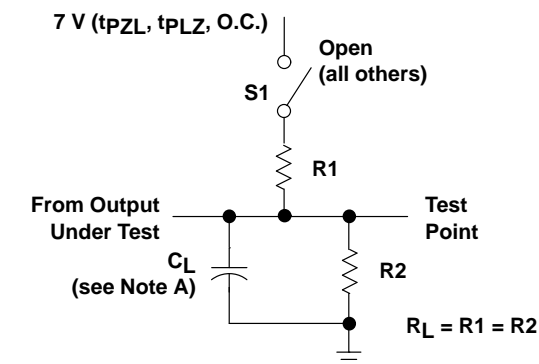 7 V (tPZL, tPLZ, O.C.)
Open
(all others)
S1
R1
From Output
Under Test
Test
Point
CL
(see Note A)
R2
RL = R1 = R2